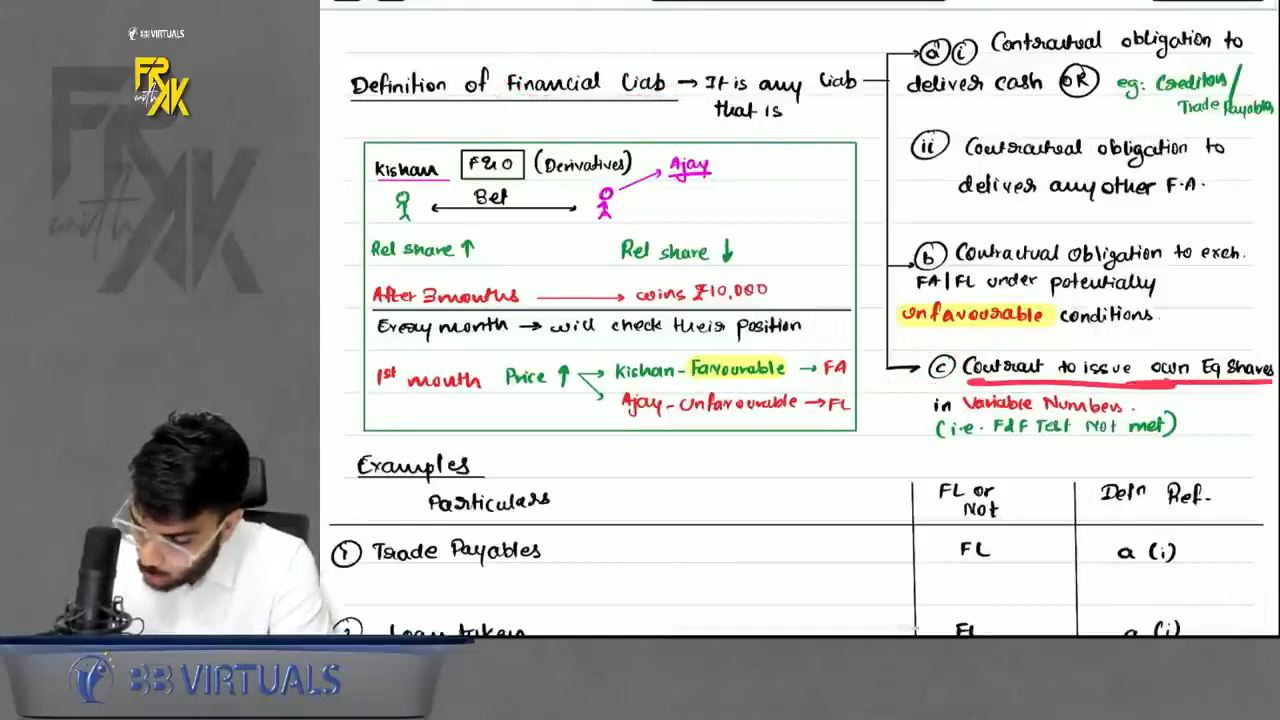 BB VIRTUALS
FR
with
AK
Definition of Financial Liab → It is any Liab
that is
a i Contractual obligation to
deliver cash OR eg: Creditors/
Trade Payables
ii Contractual obligation to
deliver any other F.A.
b Contractual obligation to exch.
FA|FL under potentially
unfavourable conditions.
c Contract to issue own Eq Shares
in Variable Numbers.
(i.e. FdF Test Not met)
Kishan F&O (Derivatives) Ajay
Bet
Rel share ↑ Rel share ↓
After 3 months → wins ₹10,000
Every month → will check their position
1st month Price ↑ Kishan - Favourable → FA
Ajay - Unfavourable → FL
Examples
Particulars FL or Not Defn Ref.
1 Trade Payables FL a (i)
2 Loan taken FL a (i)
BB VIRTUALS